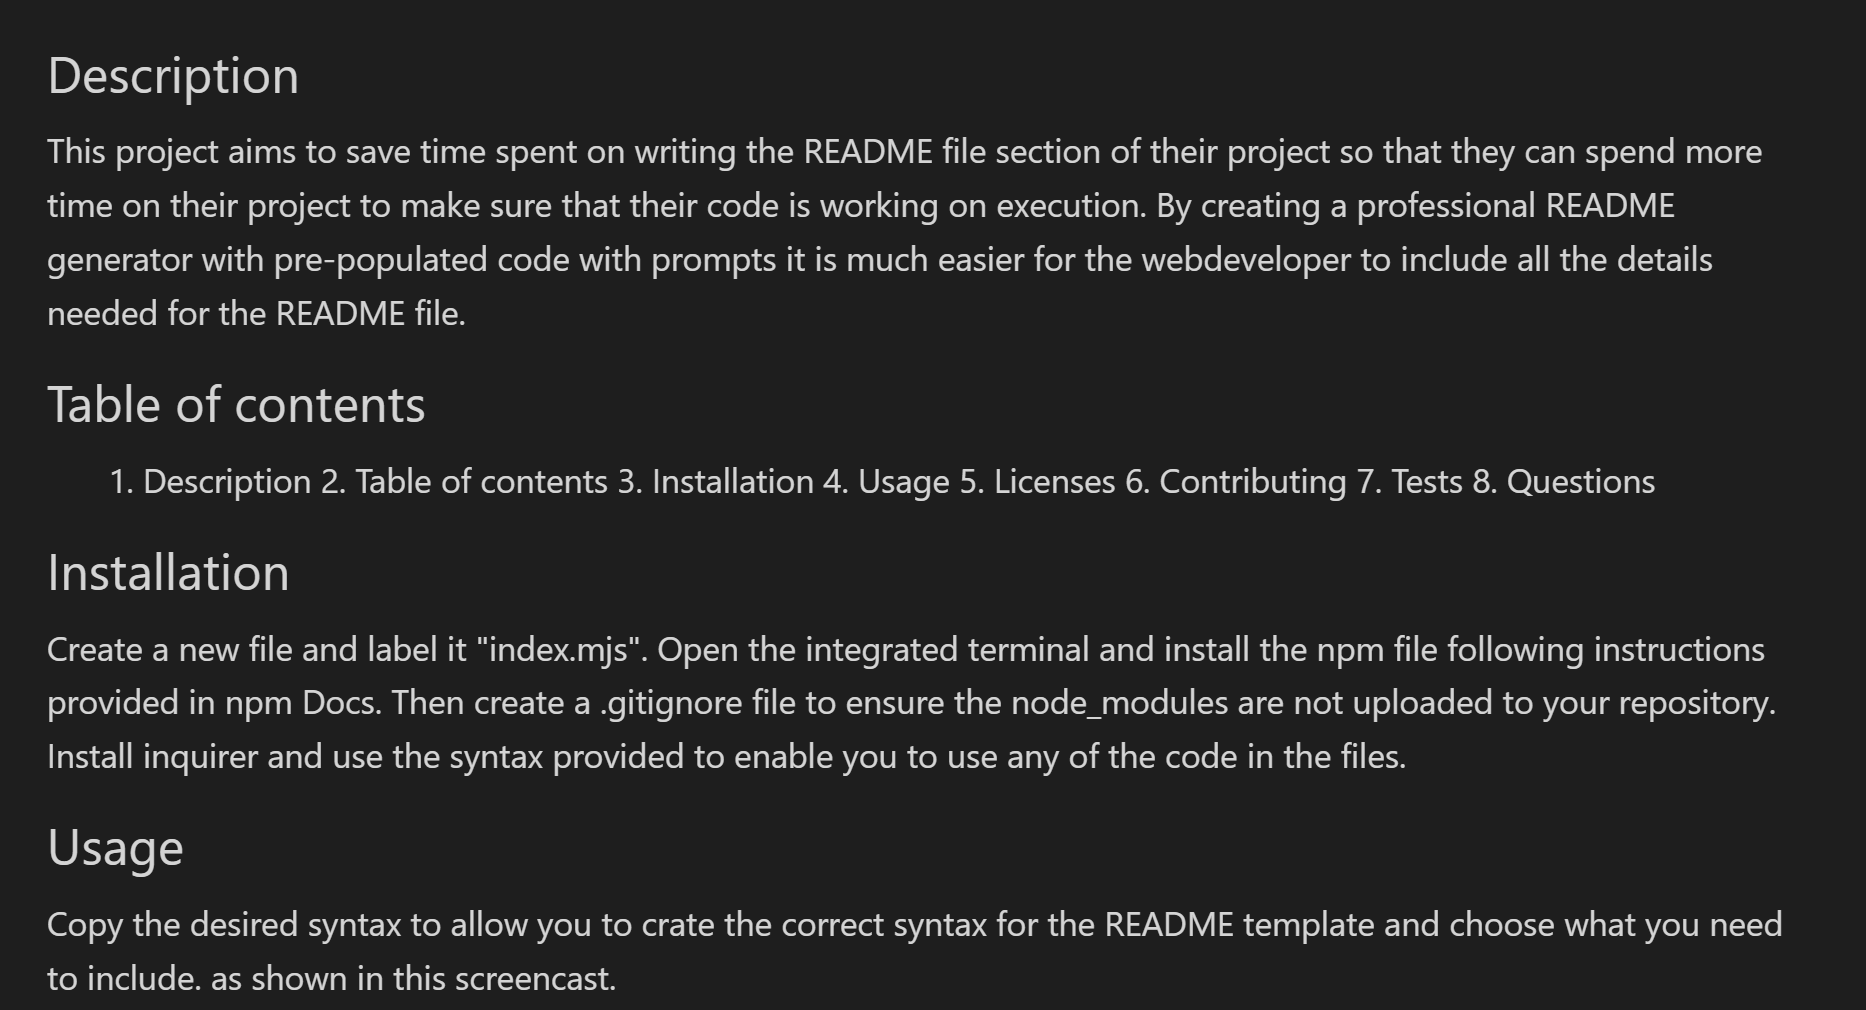 Description
This project aims to save time spent on writing the README file section of their project so that they can spend more
time on their project to make sure that their code is working on execution. By creating a professional README
generator with pre-populated code with prompts it is much easier for the webdeveloper to include all the details
needed for the README file.
Table of contents
1. Description 2. Table of contents 3. Installation 4. Usage 5. Licenses 6. Contributing 7. Tests 8. Questions
Installation
Create a new file and label it "index.mjs". Open the integrated terminal and install the npm file following instructions
provided in npm Docs. Then create a .gitignore file to ensure the node_modules are not uploaded to your repository.
Install inquirer and use the syntax provided to enable you to use any of the code in the files.
Usage
Copy the desired syntax to allow you to crate the correct syntax for the README template and choose what you need
to include. as shown in this screencast.